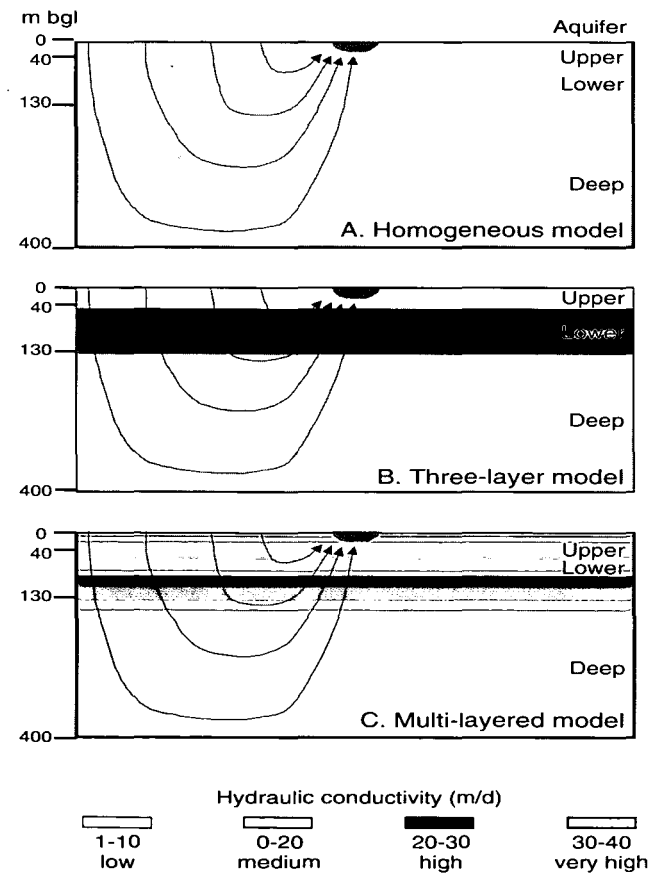 m bgl
Aquifer
0
40
Upper
Lower
130
Deep
A. Homogeneous model
400
0
Upper
40
Lower
130
Deep
B. Three-layer model
400
0
40
Upper
Lower
130
Deep
C. Multi-layered model
400
Hydraulic conductivity (m/d)
1-10 0-20 20-30 30-40
low medium high very high